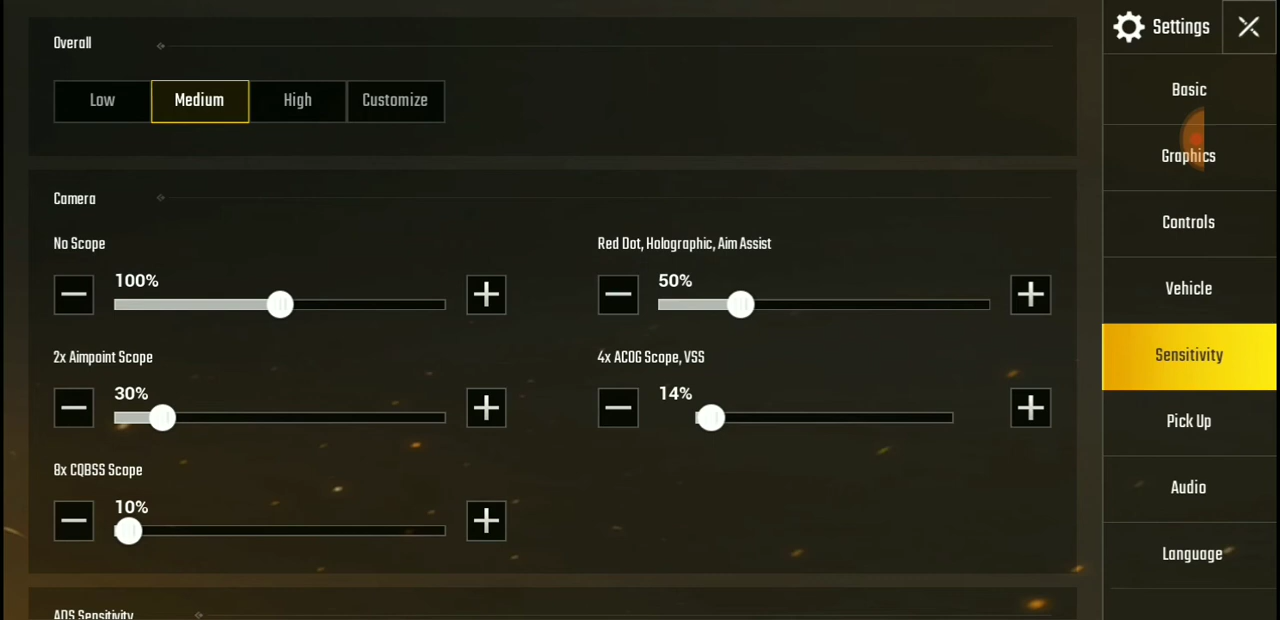 Overall
Low Medium High Customize
Camera
No Scope
100%
Red Dot, Holographic, Aim Assist
50%
2x Aimpoint Scope
30%
4x ACOG Scope, VSS
14%
8x CQBSS Scope
10%
ADS Sensitivity
Settings
Basic
Graphics
Controls
Vehicle
Sensitivity
Pick Up
Audio
Language